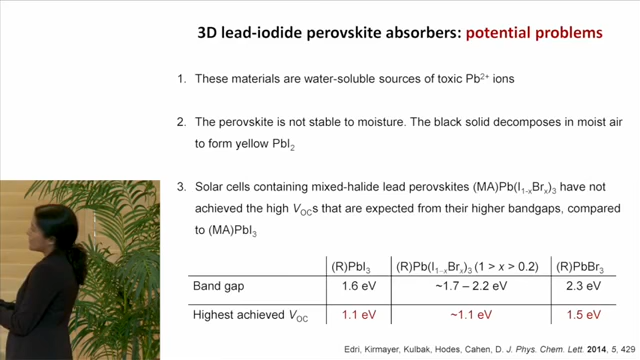 3D lead-iodide perovskite absorbers: potential problems
1. These materials are water-soluble sources of toxic Pb²⁺ ions
2. The perovskite is not stable to moisture. The black solid decomposes in moist air
to form yellow PbI₂
3. Solar cells containing mixed-halide lead perovskites (MA)Pb(I₁₋ₓBrₓ)₃ have not
achieved the high V_OCs that are expected from their higher bandgaps, compared
to (MA)PbI₃
(R)PbI₃ (R)Pb(I₁₋ₓBrₓ)₃ (1 > x > 0.2) (R)PbBr₃
Band gap 1.6 eV ~1.7 – 2.2 eV 2.3 eV
Highest achieved V_OC 1.1 eV ~1.1 eV 1.5 eV
Edri, Kirmayer, Kulbak, Hodes, Cahen, D. J. Phys. Chem. Lett. 2014, 5, 429